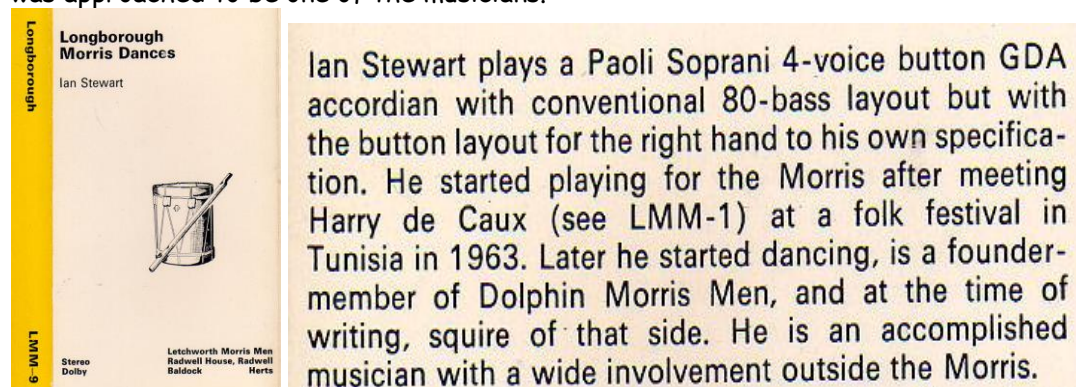 was approached to be one of the musicians.
Longborough
LMM-9
Longborough
Morris Dances
Ian Stewart
Stereo
Dolby
Letchworth Morris Men
Radwell House, Radwell
Baldock Herts
Ian Stewart plays a Paoli Soprani 4-voice button GDA
accordian with conventional 80-bass layout but with
the button layout for the right hand to his own specifica-
tion. He started playing for the Morris after meeting
Harry de Caux (see LMM-1) at a folk festival in
Tunisia in 1963. Later he started dancing, is a founder-
member of Dolphin Morris Men, and at the time of
writing, squire of that side. He is an accomplished
musician with a wide involvement outside the Morris.